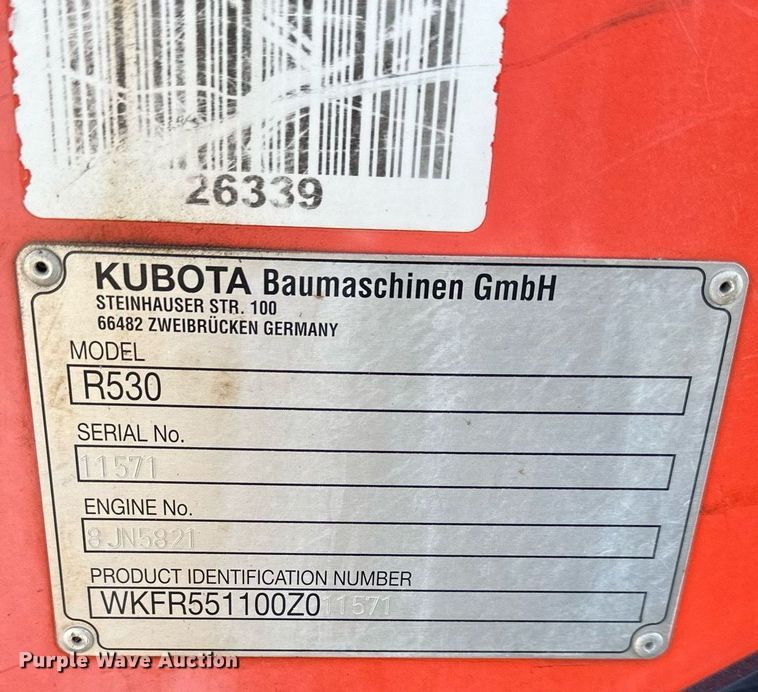 26339
KUBOTA Baumaschinen GmbH
STEINHAUSER STR. 100
66482 ZWEIBRÜCKEN GERMANY
MODEL
R530
SERIAL No.
11571
ENGINE No.
8JN5821
PRODUCT IDENTIFICATION NUMBER
WKFR551100Z011571
Purple Wave Auction